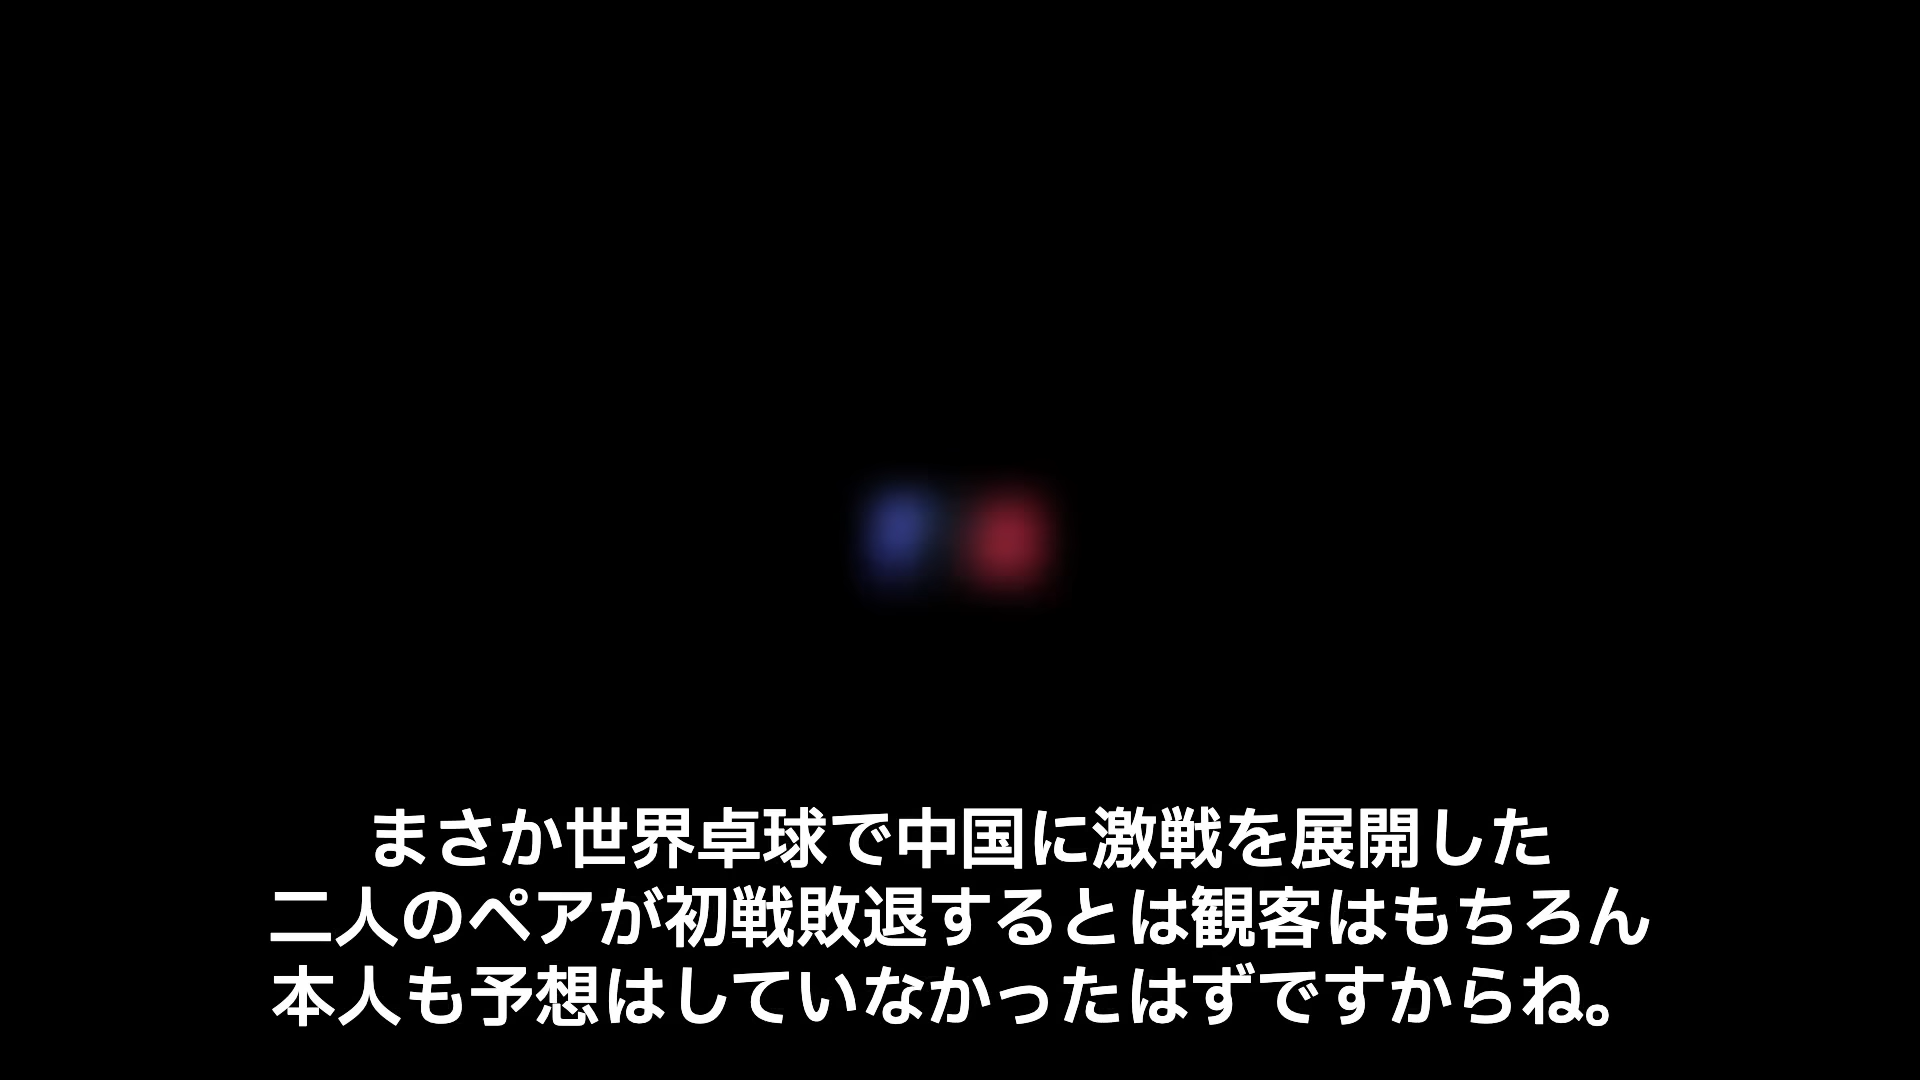 まさか世界卓球で中国に激戦を展開した
二人のペアが初戦敗退するとは観客はもちろん
本人も予想はしていなかったはずですからね。